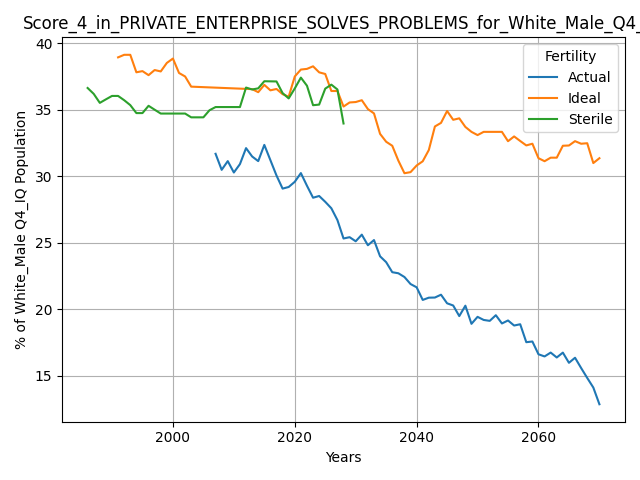 Score_4_in_PRIVATE_ENTERPRISE_SOLVES_PROBLEMS_for_White_Male_Q4_
Fertility
Actual
Ideal
Sterile
% of White_Male Q4_IQ Population
40
35
30
25
20
15
2000
2020
2040
2060
Years